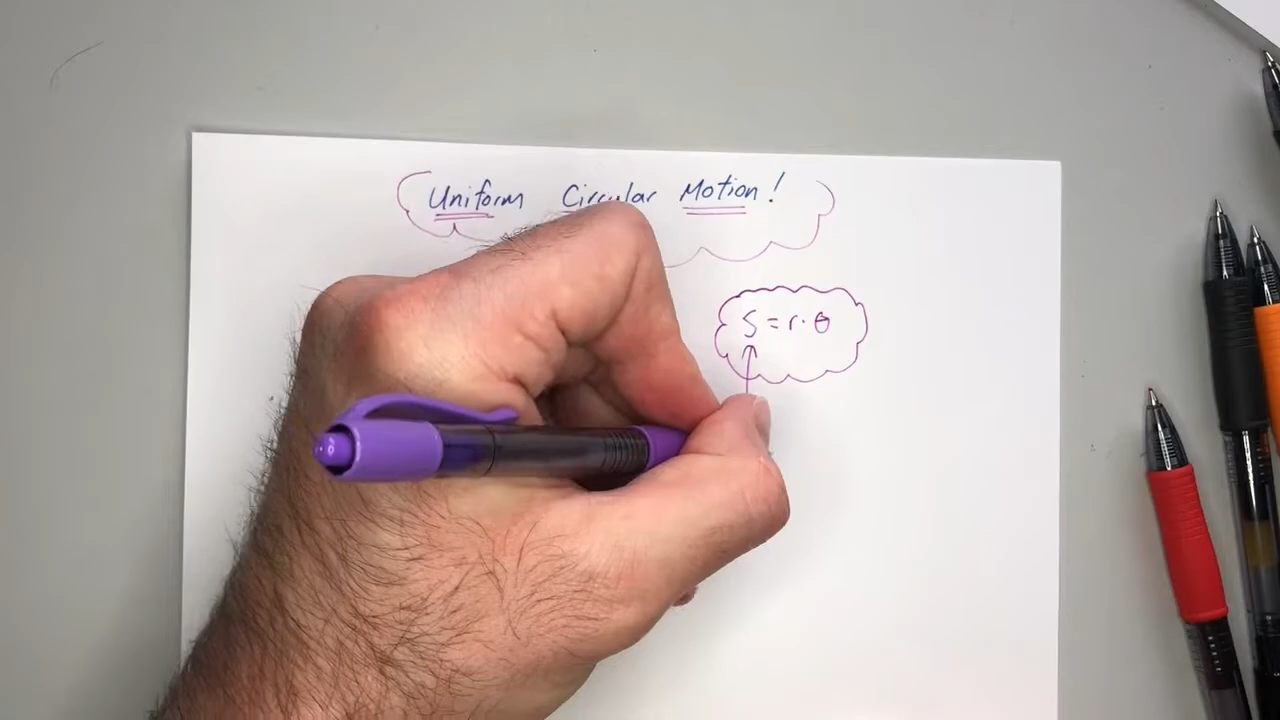 Uniform Circular Motion!
S = r · θ